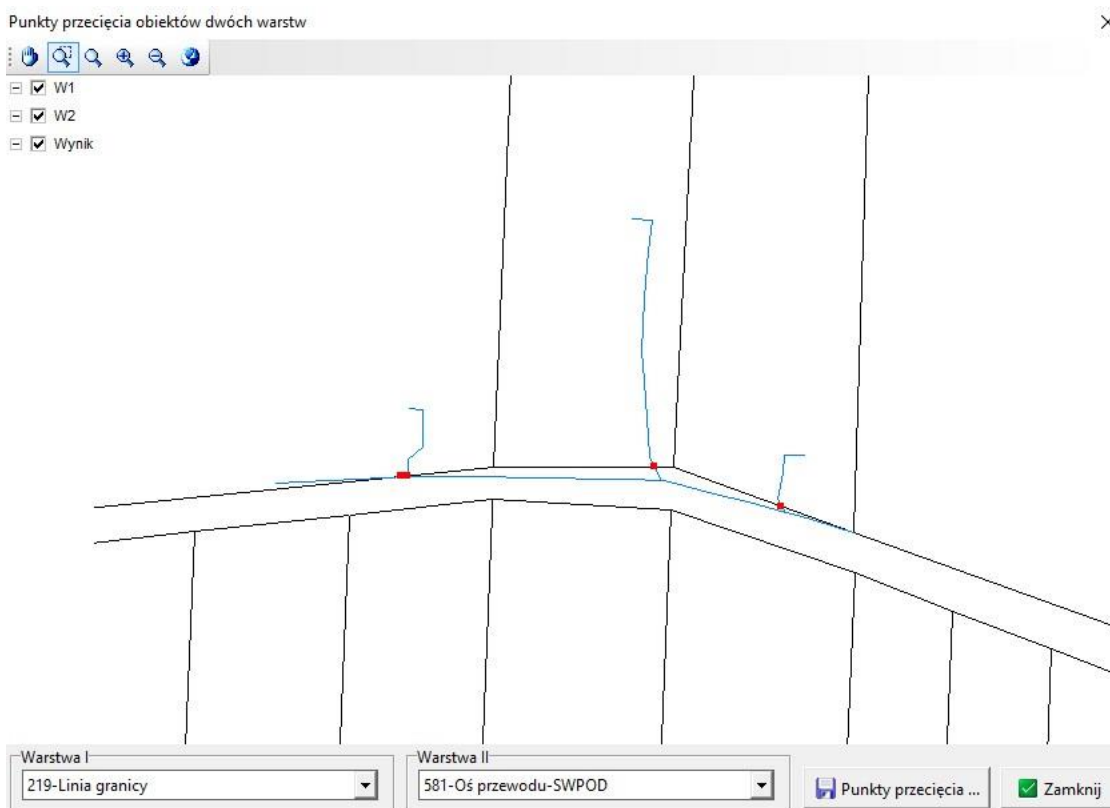 Punkty przecięcia obiektów dwóch warstw
W1
W2
Wynik
Warstwa I
219-Linia granicy
Warstwa II
581-Oś przewodu-SWPOD
Punkty przecięcia ...
Zamknij